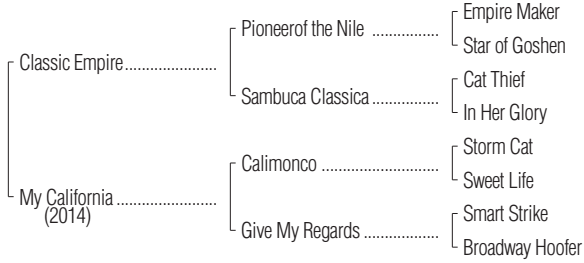 Empire Maker
Pioneerof the Nile ................
Star of Goshen
Classic Empire......................
Cat Thief
Sambuca Classica................
In Her Glory
Storm Cat
Calimonco ............................
Sweet Life
My California ........................
(2014)
Smart Strike
Give My Regards ..................
Broadway Hoofer